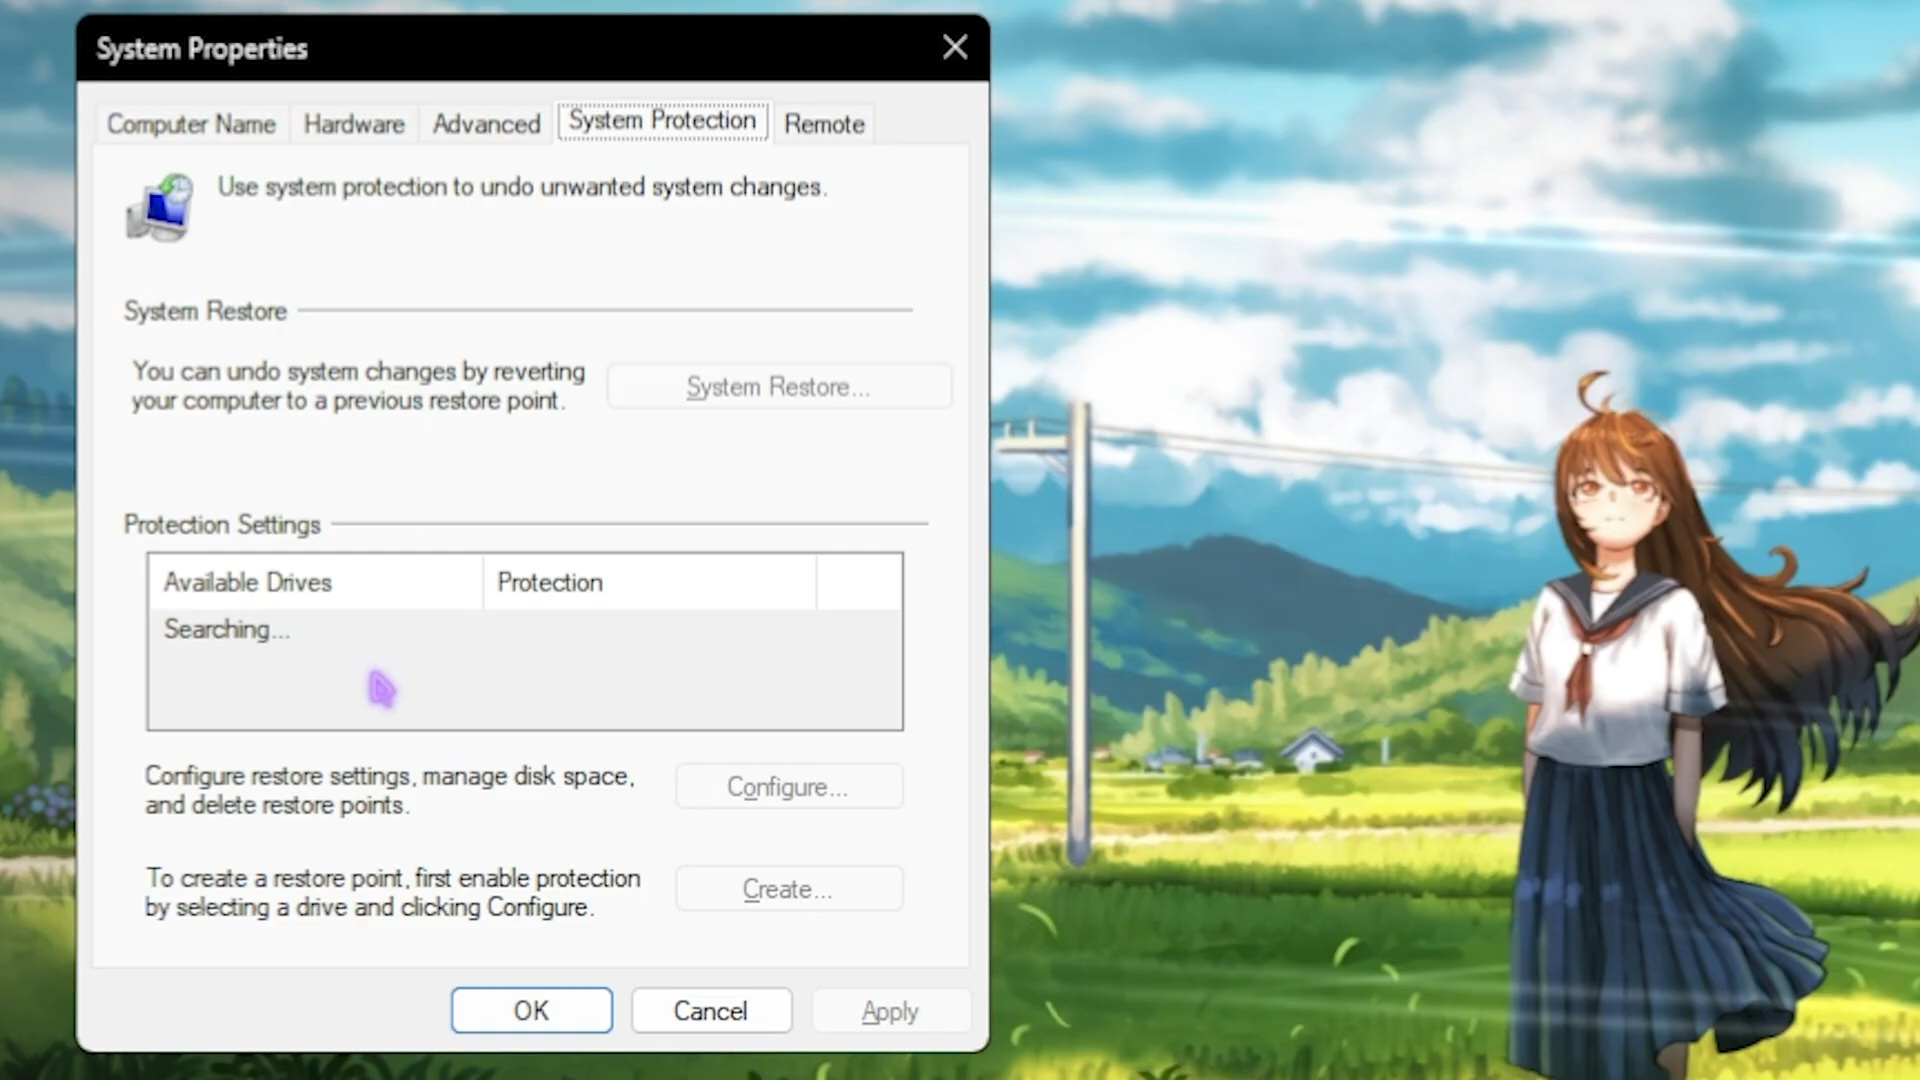 System Properties
Computer Name Hardware Advanced System Protection Remote
Use system protection to undo unwanted system changes.
System Restore
You can undo system changes by reverting
your computer to a previous restore point.
System Restore...
Protection Settings
Available Drives Protection
Searching...
Configure restore settings, manage disk space,
and delete restore points.
Configure...
To create a restore point, first enable protection
by selecting a drive and clicking Configure.
Create...
OK Cancel Apply